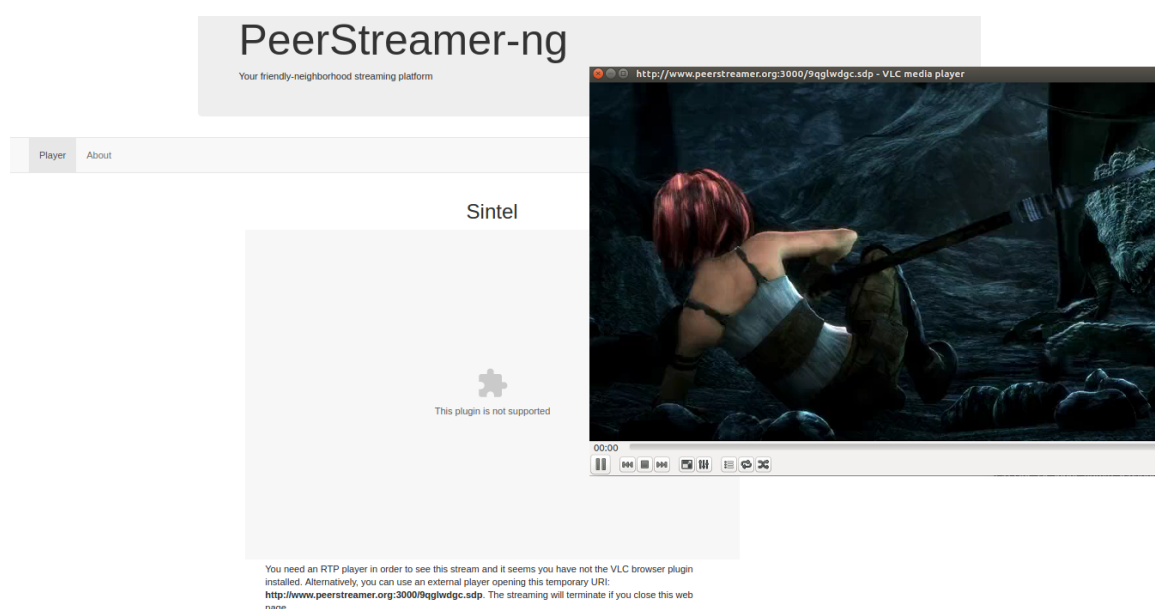 PeerStreamer-ng
Your friendly-neighborhood streaming platform
http://www.peerstreamer.org:3000/9qglwdgc.sdp - VLC media player
Player
About
Sintel
This plugin is not supported
00:00
You need an RTP player in order to see this stream and it seems you have not the VLC browser plugin
installed. Alternatively, you can use an external player opening this temporary URI:
http://www.peerstreamer.org:3000/9qglwdgc.sdp. The streaming will terminate if you close this web
page.